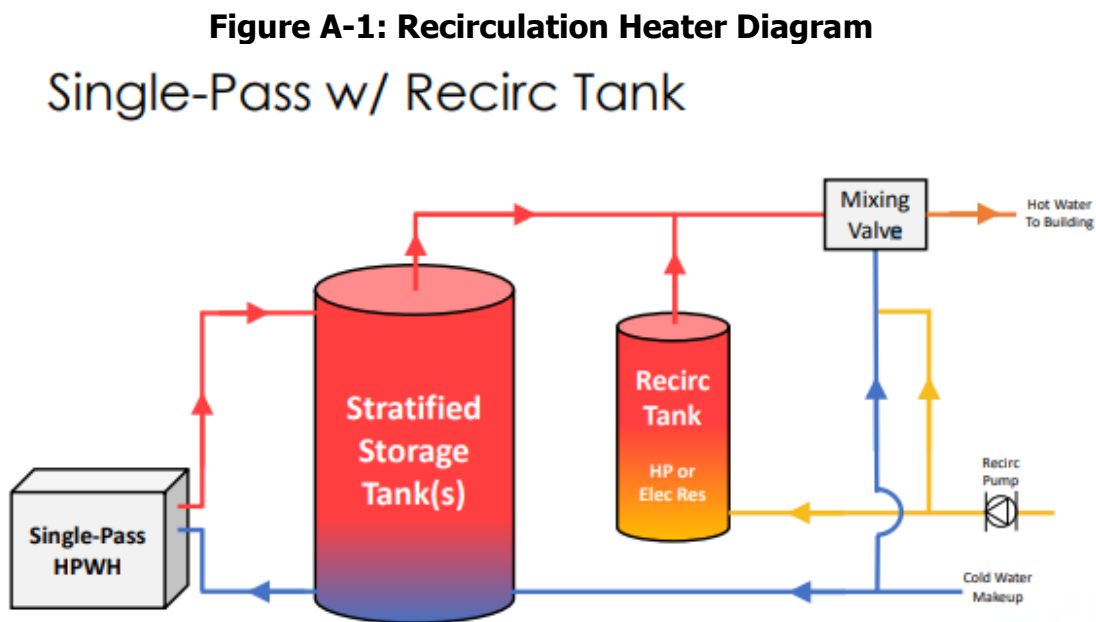 Figure A-1: Recirculation Heater Diagram
Single-Pass w/ Recirc Tank
Mixing
Valve
Hot Water
To Building
Stratified
Storage
Tank(s)
Recirc
Tank
HP or
Elec Res
Recirc
Pump
Single-Pass
HPWH
Cold Water
Makeup